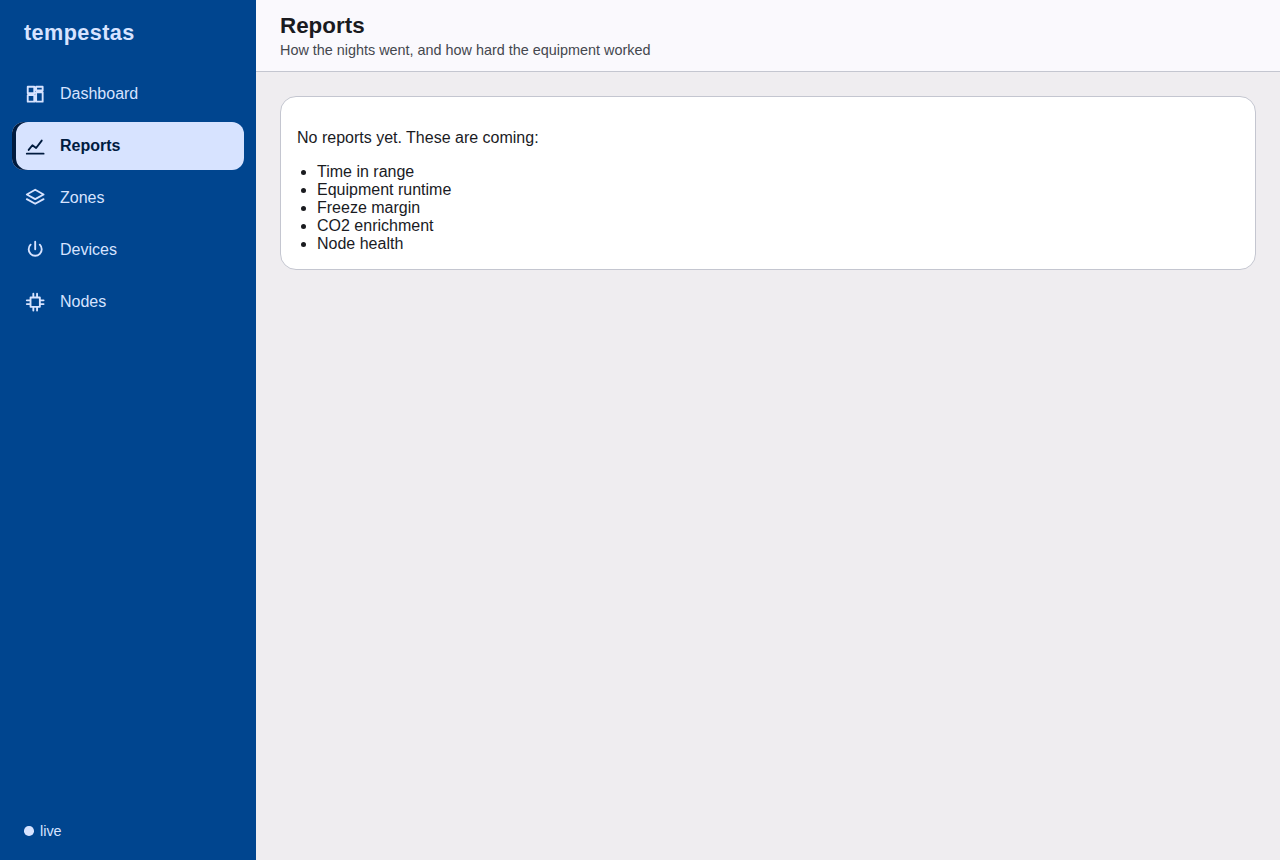 tempestas
Dashboard
Reports
Zones
Devices
Nodes
live
Reports
How the nights went, and how hard the equipment worked
No reports yet. These are coming:
Time in range
Equipment runtime
Freeze margin
CO2 enrichment
Node health